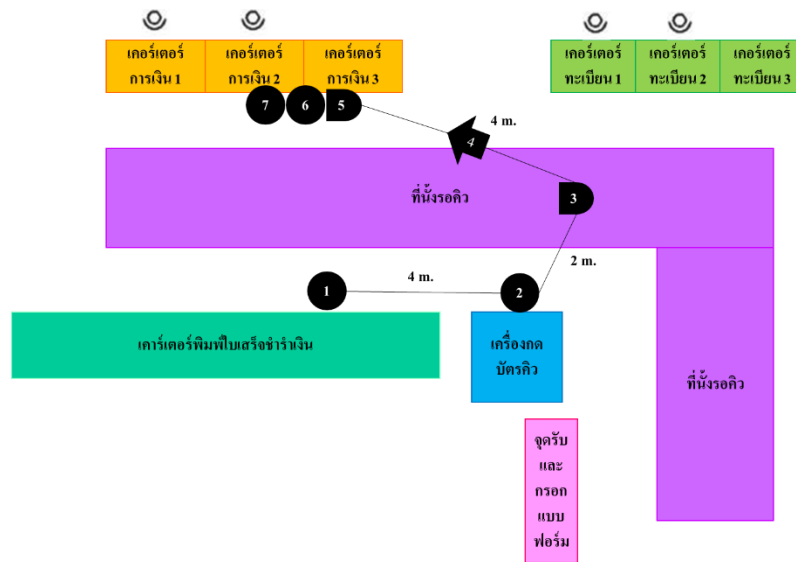 เคอร์เตอร์
การเงิน 1
เคอร์เตอร์
การเงิน 2
เคอร์เตอร์
การเงิน 3
เคอร์เตอร์
ทะเบียน 1
เคอร์เตอร์
ทะเบียน 2
เคอร์เตอร์
ทะเบียน 3
7
6
5
4 m.
4
ที่นั้งรอคิว
3
2 m.
1
4 m.
2
เคาร์เตอร์พิมพ์ใบเสร็จชำรำเงิน
เครื่องกด
บัตรคิว
ที่นั้งรอคิว
จุดรับ
และ
กรอก
แบบ
ฟอร์ม